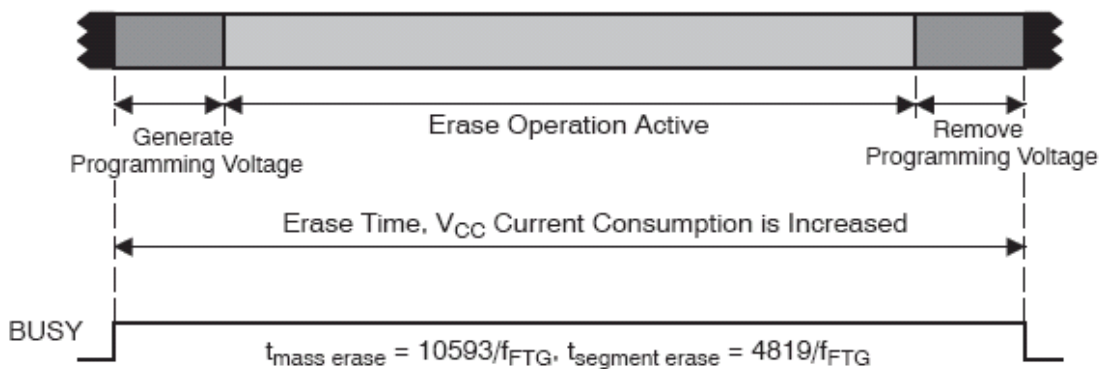 Generate
Programming Voltage
Erase Operation Active
Remove
Programming Voltage
Erase Time, VCC Current Consumption is Increased
BUSY
tmass erase = 10593/fFTG, tsegment erase = 4819/fFTG